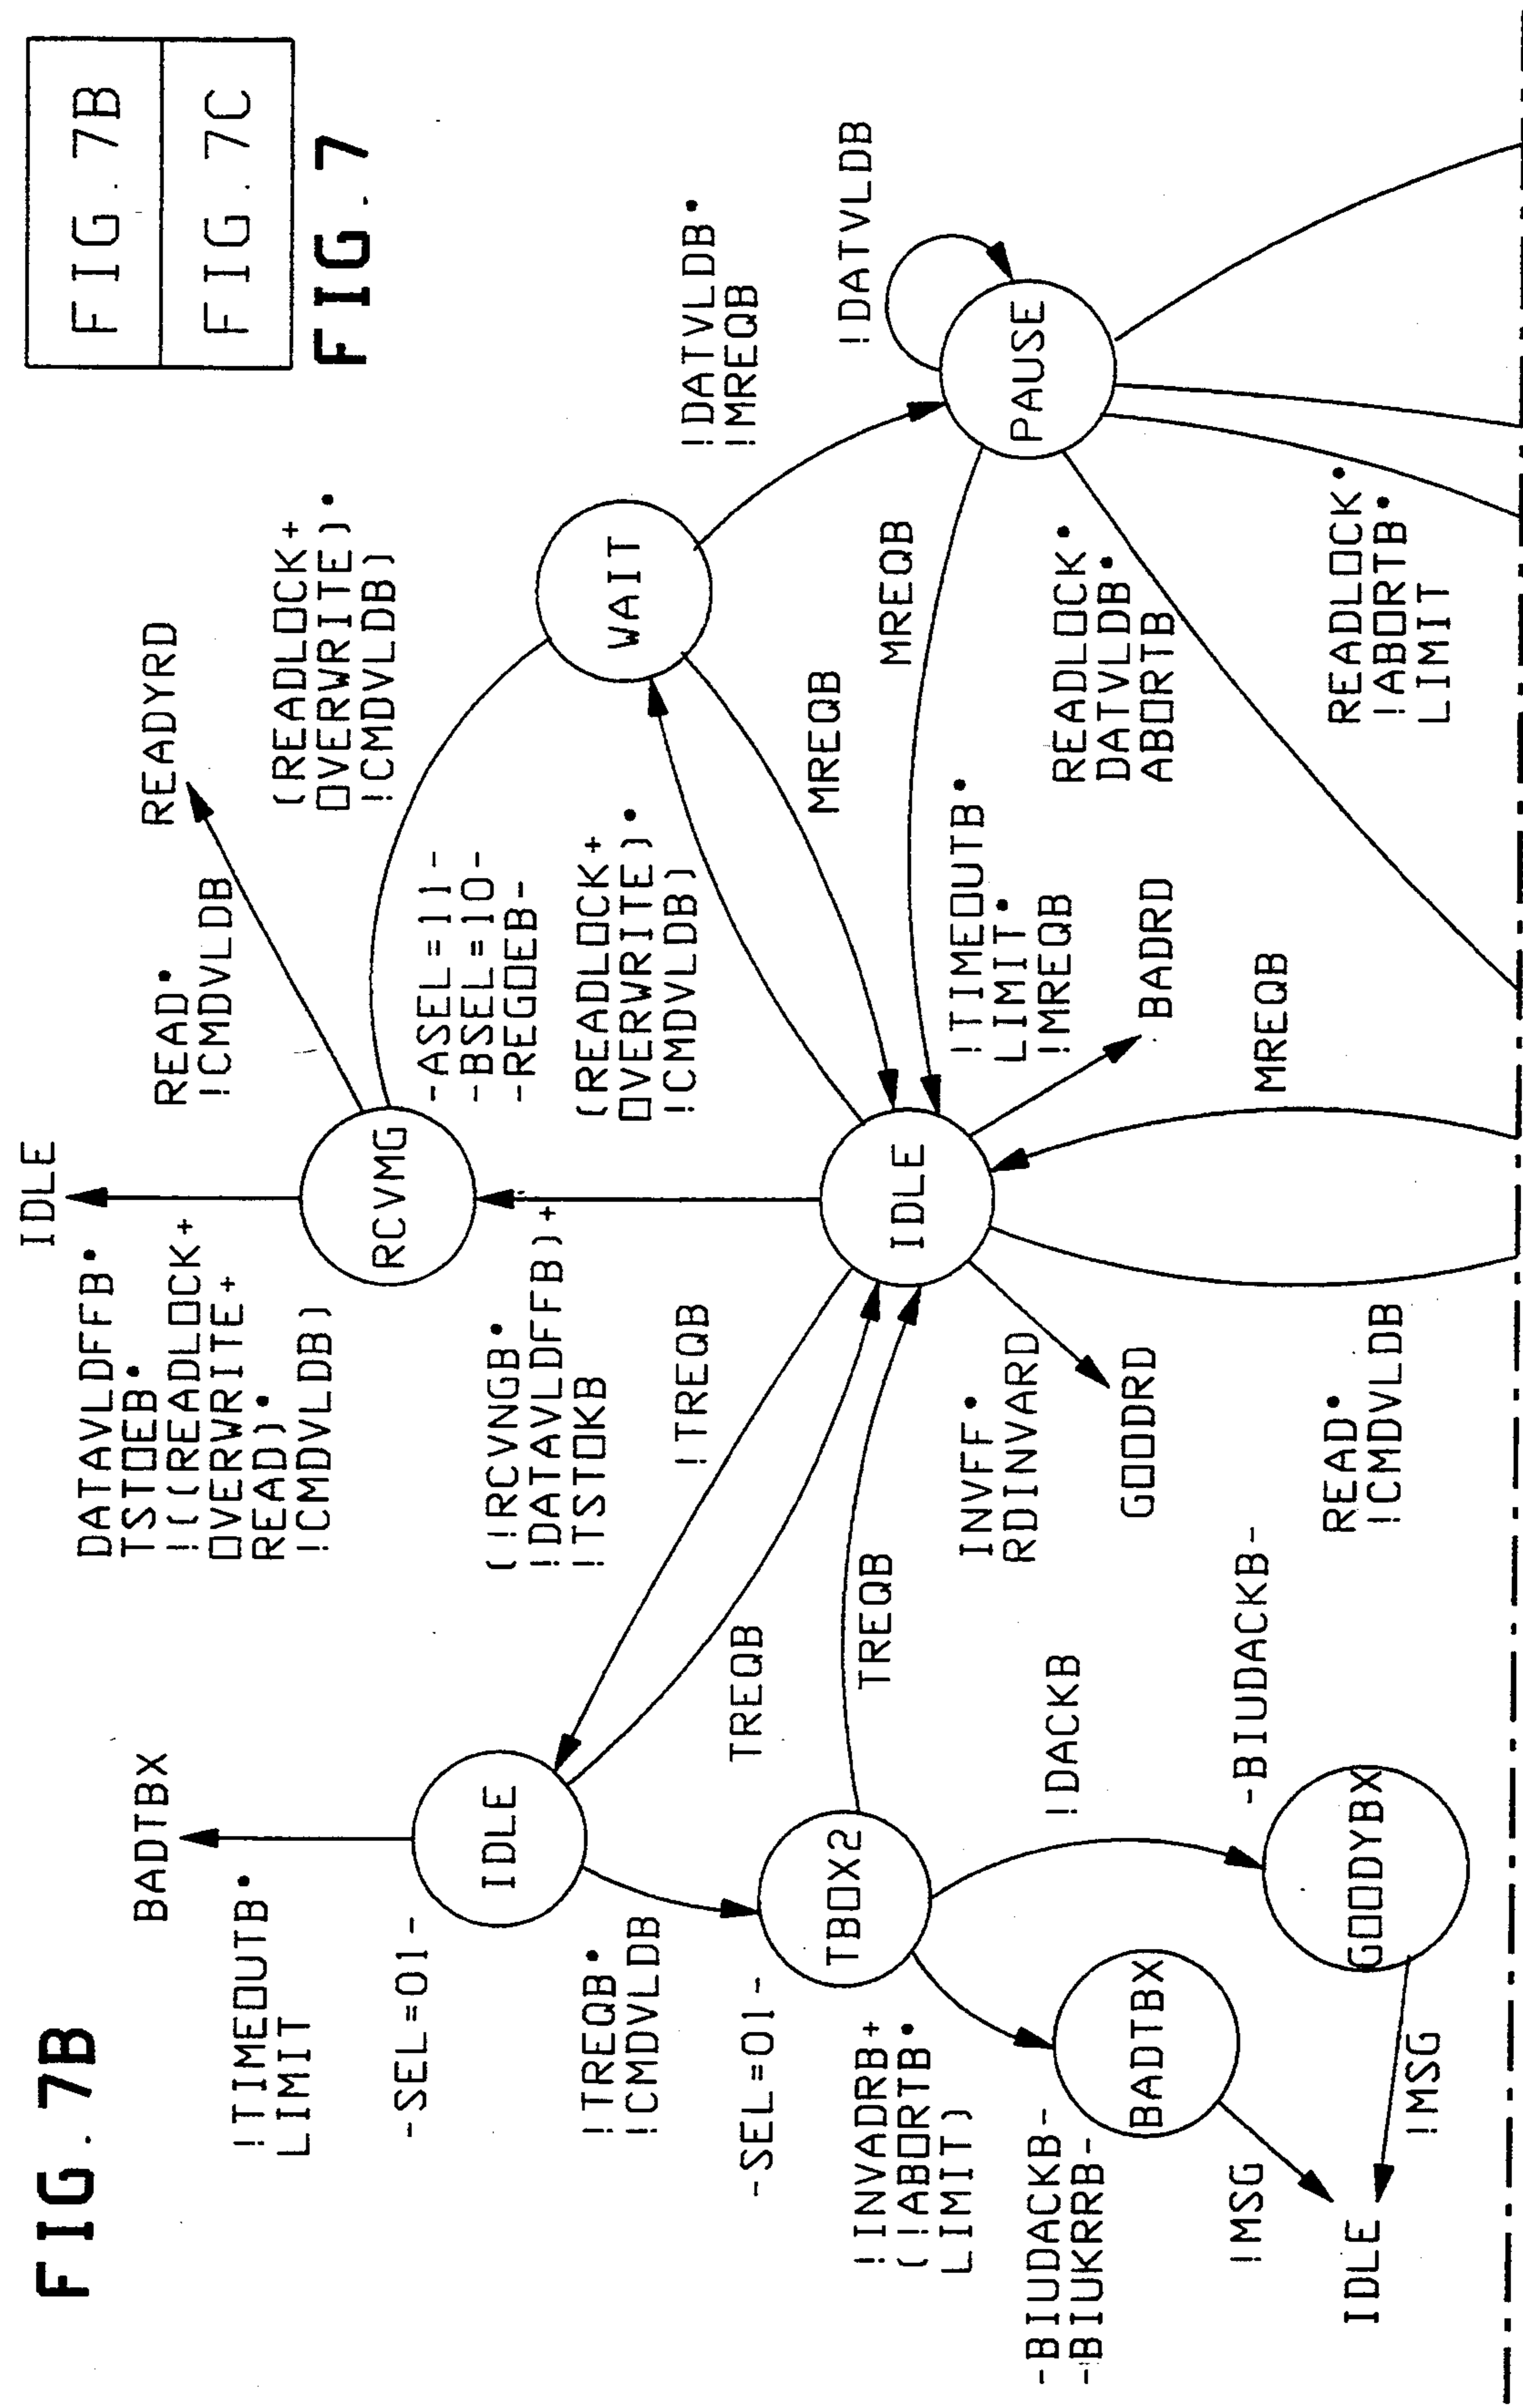 FIG. 7B
FIG. 7B
FIG. 7C
FIG. 7
IDLE
BADTBX
!TIMEOUTB•
LIMIT
DATAVLDFFB•
TSTOEB•
!((READLOCK+
OVERWRITE+
READ)•
!CMDVLDB)
READ•
!CMDVLDB
READYRD
-SEL=01-
IDLE
RCVMG
(READLOCK+
OVERWRITE)•
!CMDVLDB)
-ASEL=11-
-BSEL=10-
-REGOEB-
(!RCVNGB•
!DATAVLDFFB)+
!TSTOKB
!TREQB•
!CMDVLDB
WAIT
(READLOCK+
OVERWRITE)•
!CMDVLDB)
!DATVLDB•
!MREQB
!TREQB
TREQB
-SEL=01-
TBOX2
TREQB
IDLE
MREQB
MREQB
!DATVLDB
PAUSE
!INVADRB+
(!ABORTB•
LIMIT)
INVFF•
RDINVARD
!TIMEOUTB•
LIMIT•
!MREQB
READLOCK•
DATVLDB•
ABORTB
-BIUDACKB-
-BIUKRRB-
BADTBX
!DACKB
GOODRD
BADRD
-BIUDACKB-
!MSG
GOODYBX
MREQB
READLOCK•
!ABORTB•
LIMIT
READ•
!CMDVLDB
IDLE
!MSG